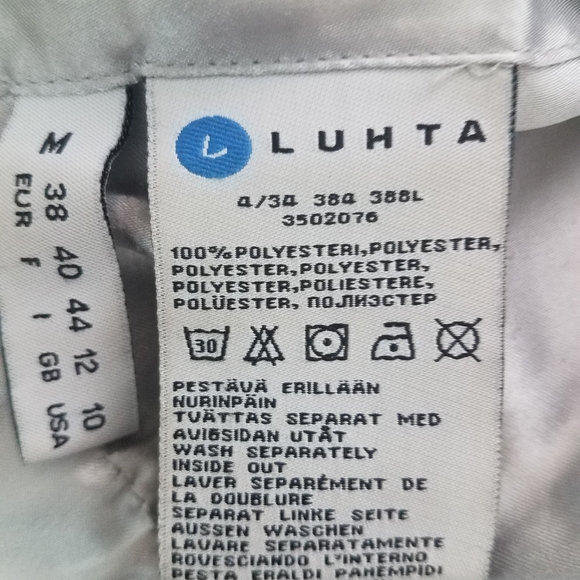 M 38 40 44 12 10
EUR F I GB USA
L LUHTA
4/34 384 388L
3502076
100%POLYESTERI,POLYESTER,
POLYESTER,POLYESTER,
POLYESTER,POLIESTERE,
POLÜESTER, ПОЛИЭСТЕР
30
PESTÄVÄ ERILLÄÄN
NURINPÄIN
TVÄTTAS SEPARAT MED
AVIGSIDAN UTÅT
WASH SEPARATELY
INSIDE OUT
LAVER SEPARÉMENT DE
LA DOUBLURE
SEPARAT LINKE SEITE
AUSSEN WASCHEN
LAVARE SEPARATAMENTE
ROVESCIANDO L'INTERNO
PESTA ERALDI PAHEMPIDI